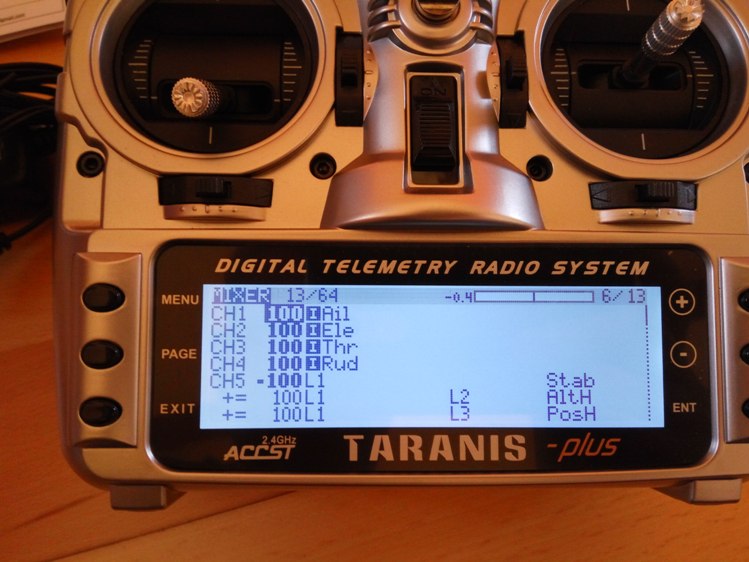 DIGITAL TELEMETRY RADIO SYSTEM
MENU
PAGE
EXIT
MIXER 13/64 -0.4 6/13
CH1 100 I Ail
CH2 100 I Ele
CH3 100 I Thr
CH4 100 I Rud
CH5 -100 L1 Stab
+= 100 L1 L2 AltH
+= 100 L1 L3 PosH
+
-
ENT
2.4GHz
ACCST
TARANIS -plus